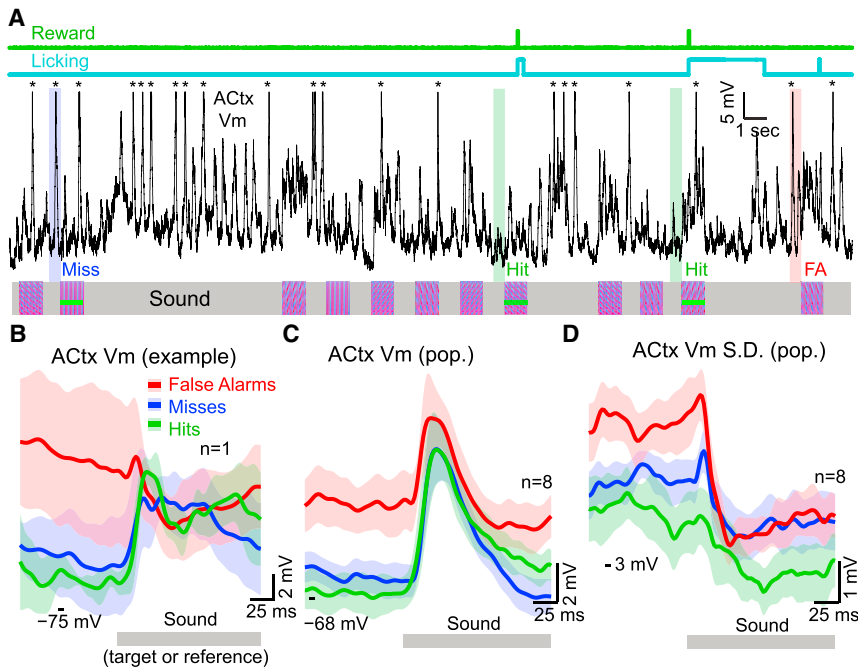 A
Reward
Licking
* * * * * * * * * * * * * * * * * * * *
ACtx
Vm
5 mV
1 sec
Miss
Hit
Hit
FA
Sound
B
ACtx Vm (example)
False Alarms
Misses
Hits
n=1
−75 mV
2 mV
25 ms
Sound
(target or reference)
C
ACtx Vm (pop.)
n=8
−68 mV
2 mV
25 ms
Sound
D
ACtx Vm S.D. (pop.)
n=8
3 mV
1 mV
25 ms
Sound